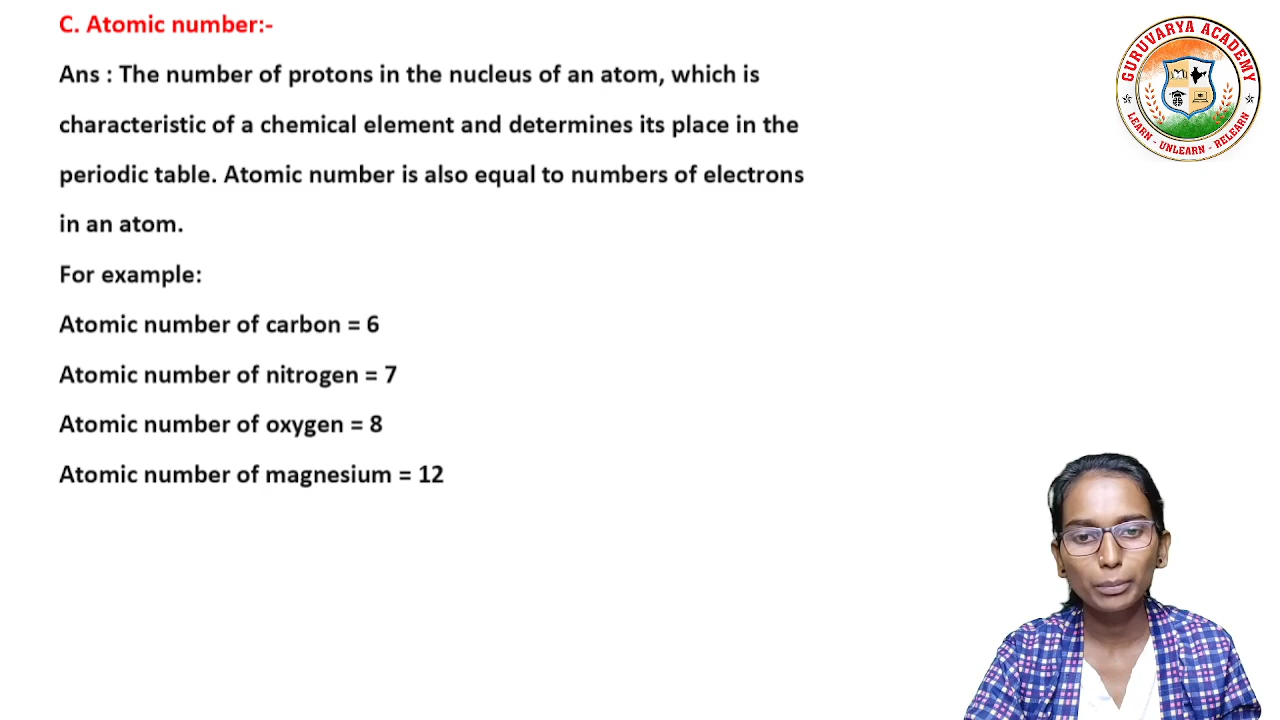 C. Atomic number:-
Ans : The number of protons in the nucleus of an atom, which is
characteristic of a chemical element and determines its place in the
periodic table. Atomic number is also equal to numbers of electrons
in an atom.
For example:
Atomic number of carbon = 6
Atomic number of nitrogen = 7
Atomic number of oxygen = 8
Atomic number of magnesium = 12
GURUVARYA ACADEMY
LEARN - UNLEARN - RELEARN